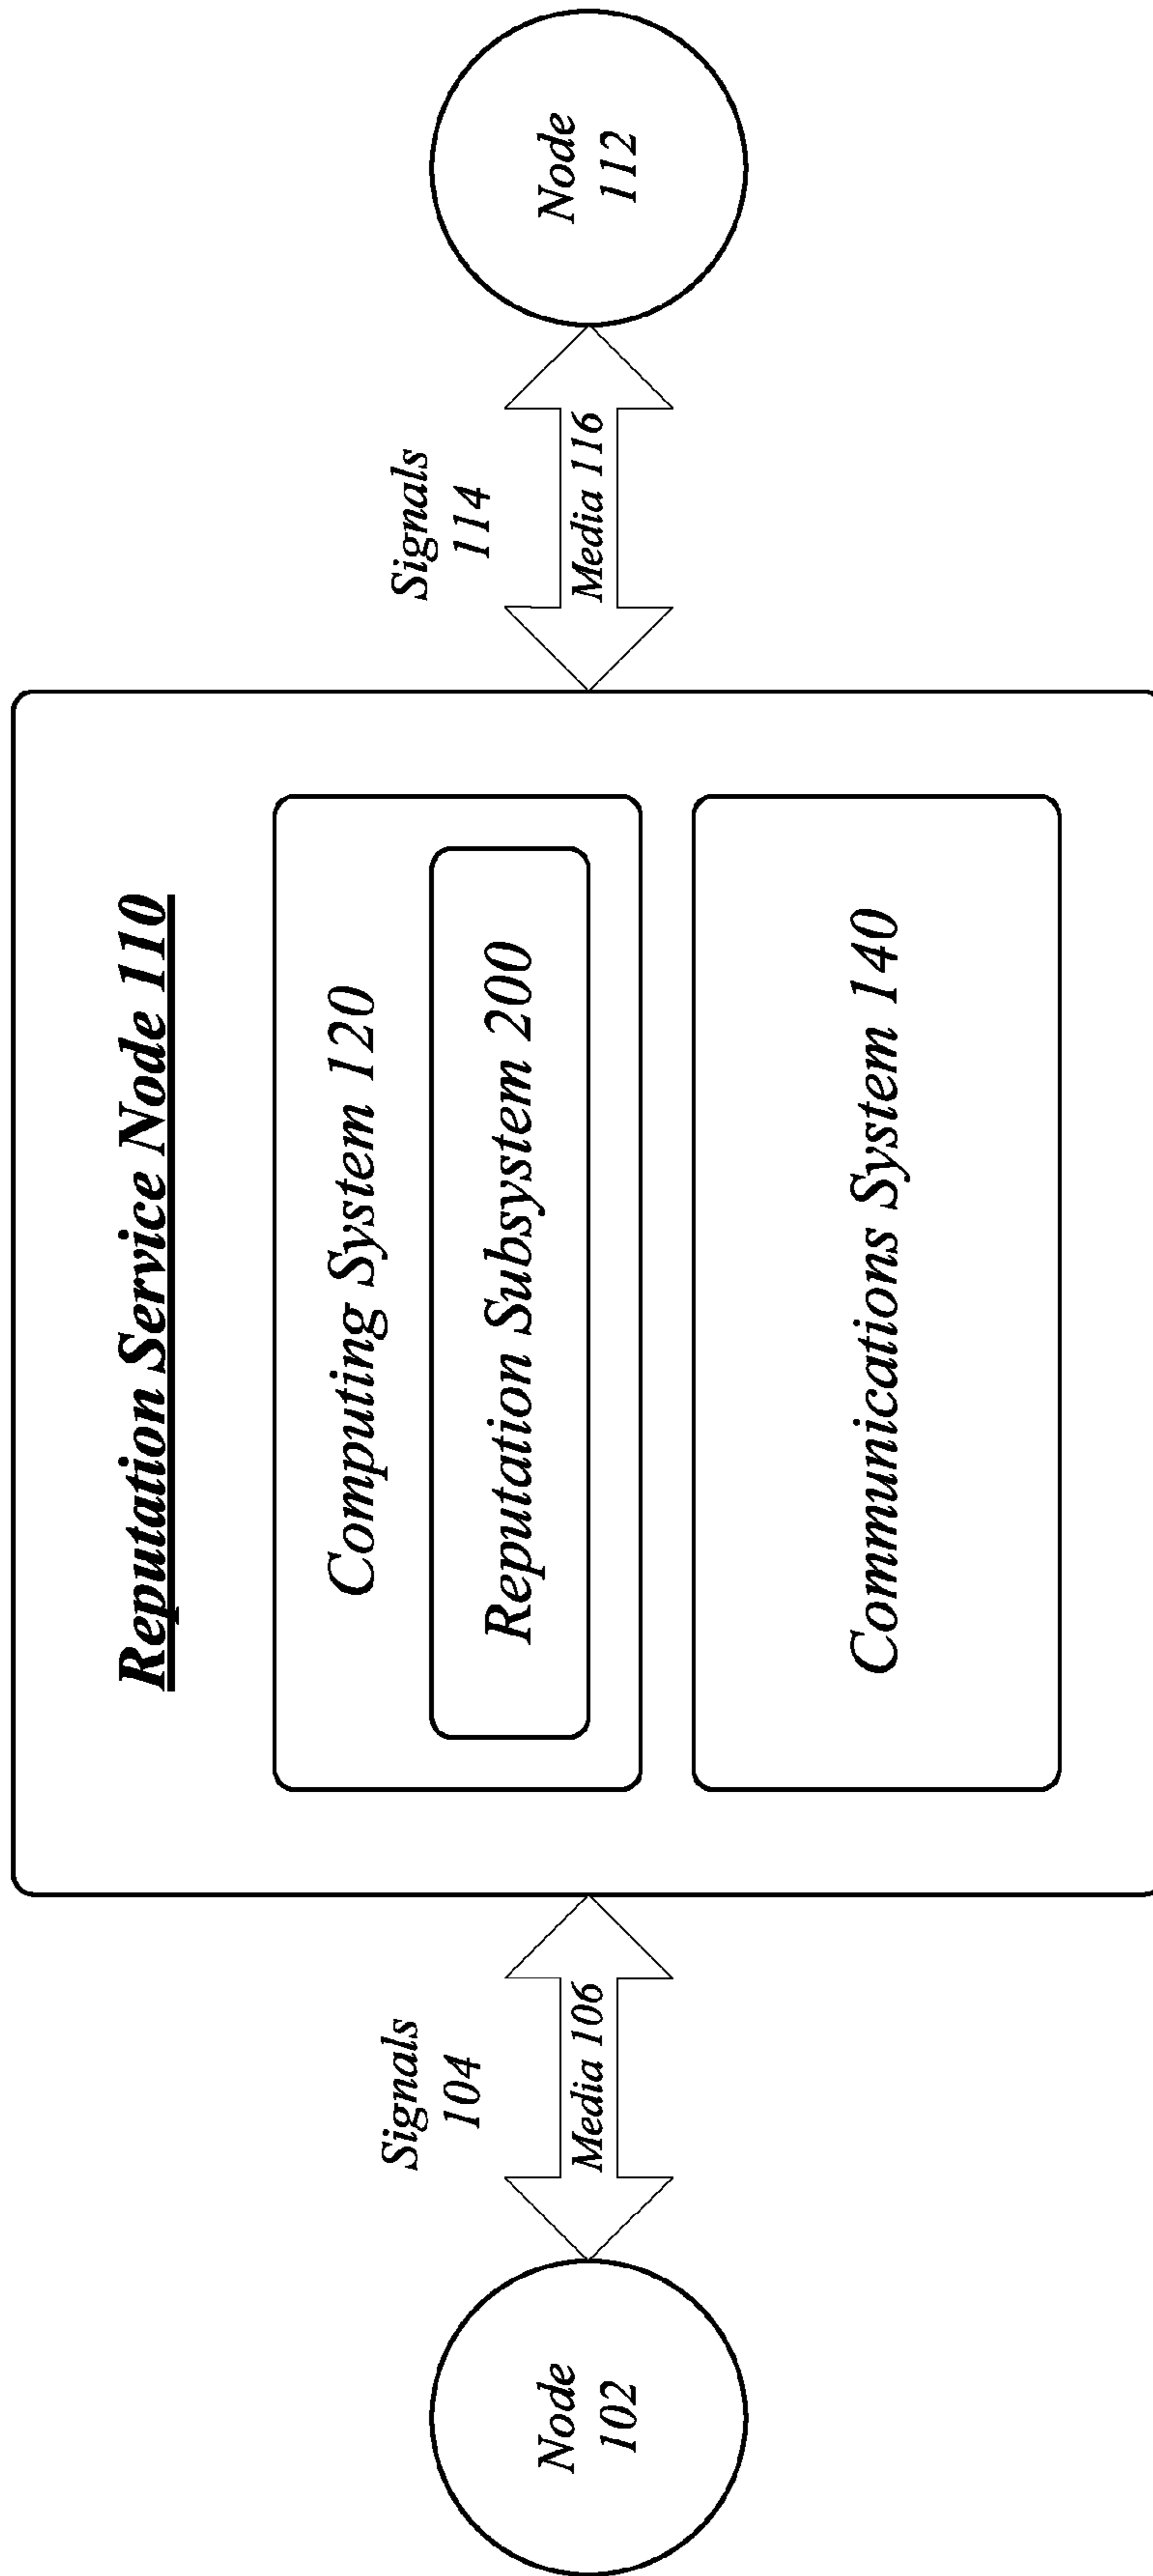 Reputation Service Node 110
Computing System 120
Reputation Subsystem 200
Communications System 140
Signals
104
Media 106
Node
102
Signals
114
Media 116
Node
112